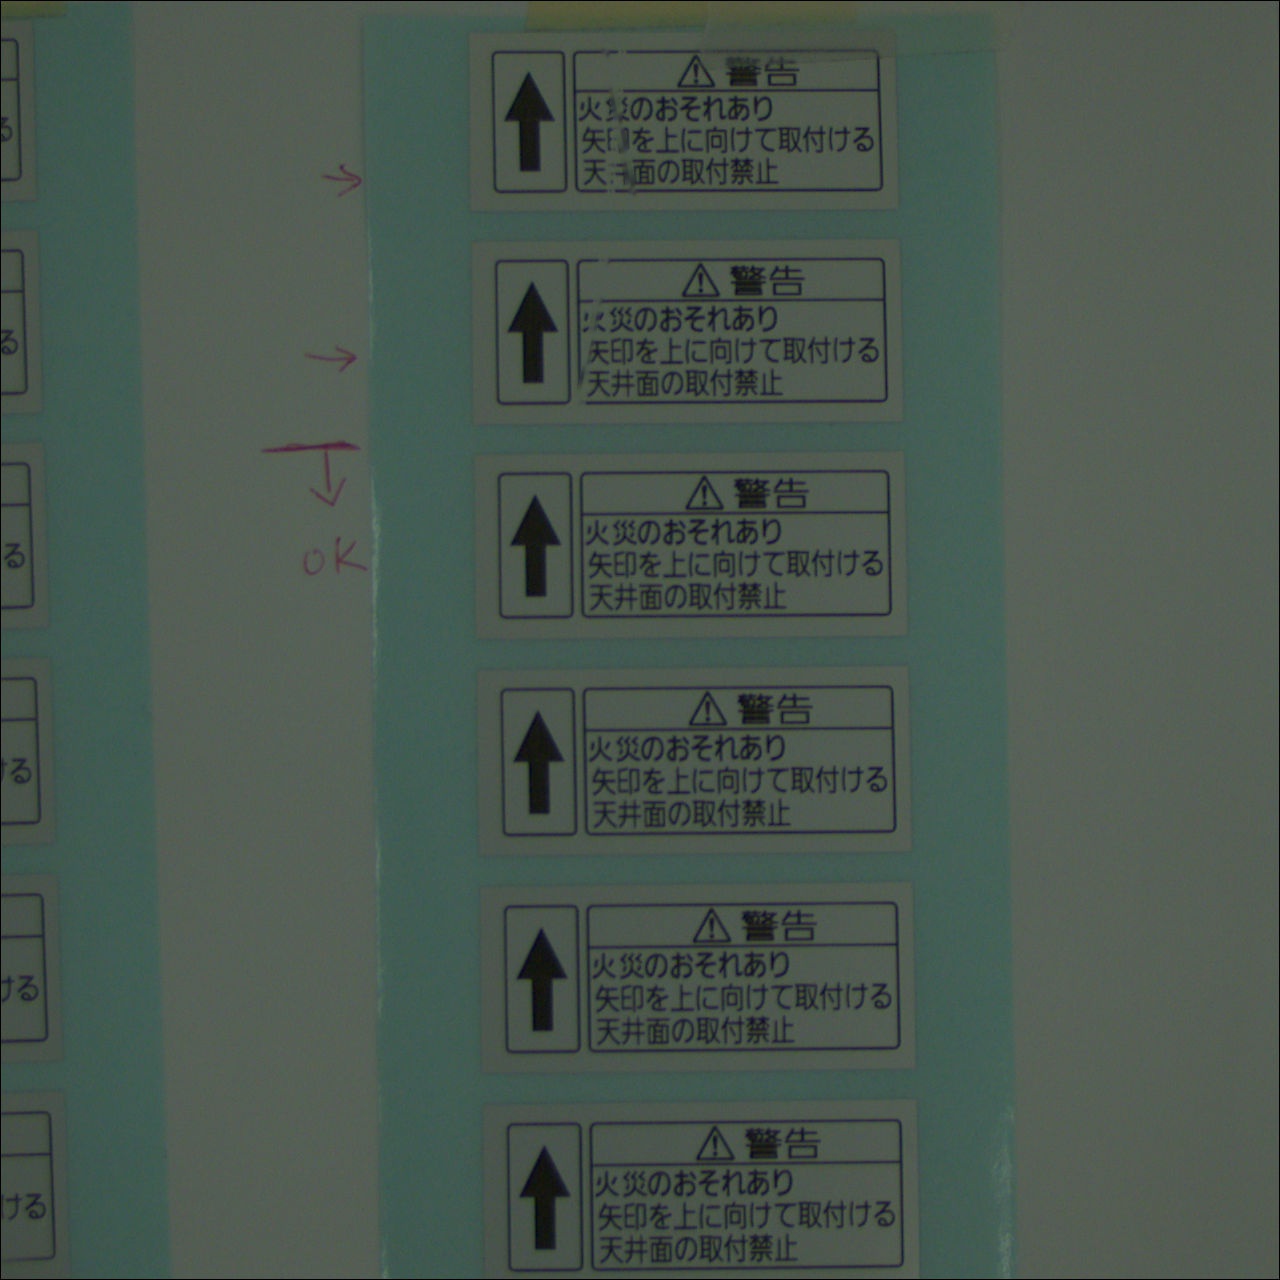 警告
火災のおそれあり
矢印を上に向けて取付ける
天井面の取付禁止
警告
火災のおそれあり
矢印を上に向けて取付ける
天井面の取付禁止
OK
警告
火災のおそれあり
矢印を上に向けて取付ける
天井面の取付禁止
警告
火災のおそれあり
矢印を上に向けて取付ける
天井面の取付禁止
警告
火災のおそれあり
矢印を上に向けて取付ける
天井面の取付禁止
警告
火災のおそれあり
矢印を上に向けて取付ける
天井面の取付禁止
る
る
る
ける
ける
ける